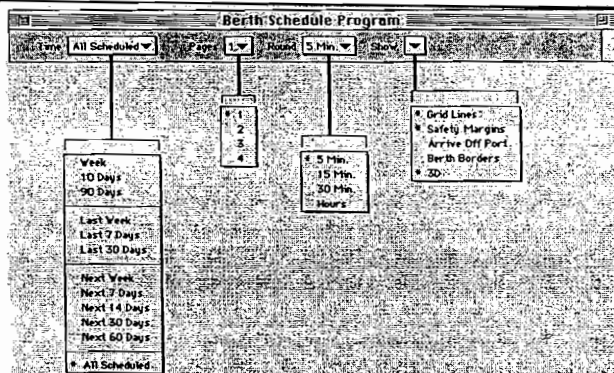 Berth Schedule Program
Time All Scheduled Pages 1 Round 5 Min. Show
Week
10 Days
90 Days
Last Week
Last 7 Days
Last 30 Days
Next Week
Next 7 Days
Next 14 Days
Next 30 Days
Next 60 Days
• All Scheduled
• 1
2
3
4
• 5 Min.
15 Min.
30 Min.
Hours
• Grid Lines
• Safety Margins
Arrive Off Port
Berth Borders
• 3D